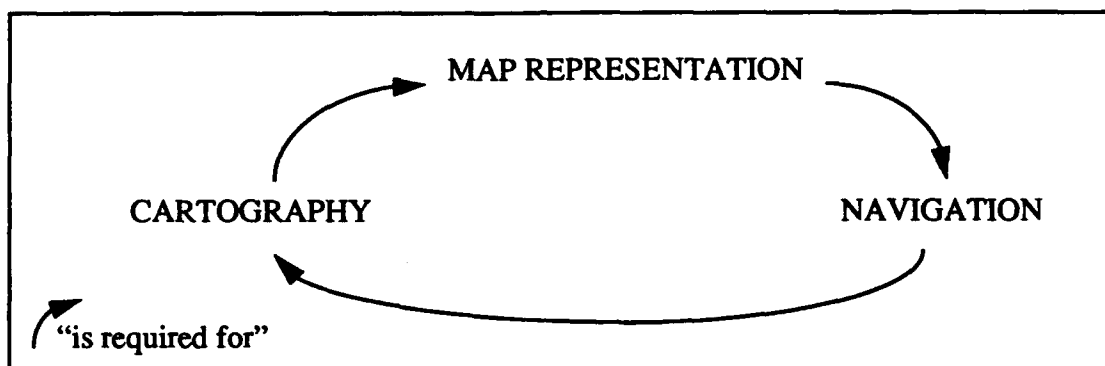 MAP REPRESENTATION
CARTOGRAPHY
NAVIGATION
“is required for”